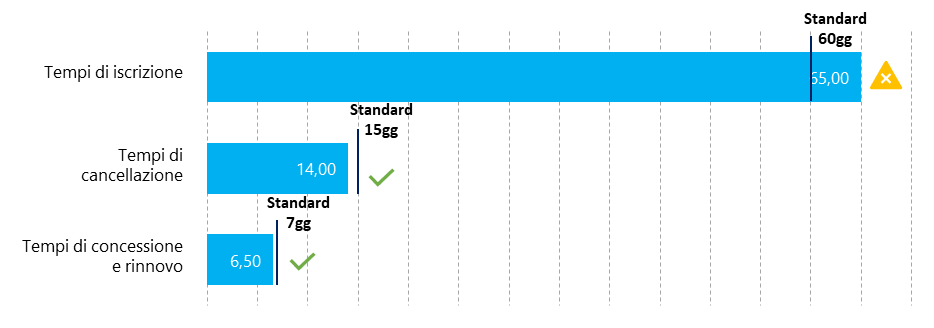 Standard
60gg
Tempi di iscrizione
65,00
Standard
15gg
Tempi di
cancellazione
14,00
Standard
7gg
Tempi di concessione
e rinnovo
6,50